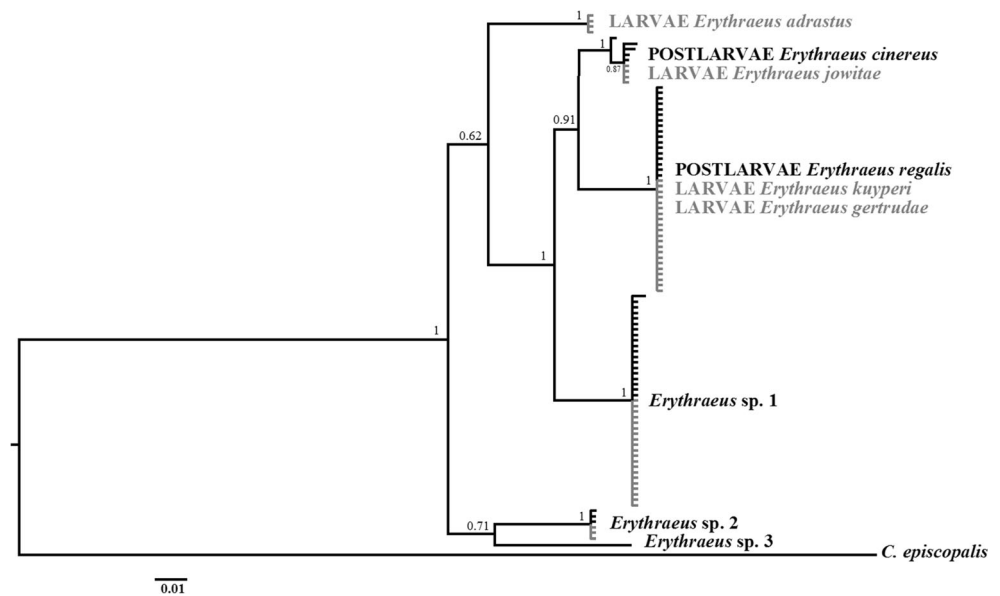 1
LARVAE Erythraeus adrastus
1
POSTLARVAE Erythraeus cinereus
0.87
LARVAE Erythraeus jowitae
0.91
0.62
POSTLARVAE Erythraeus regalis
1
LARVAE Erythraeus kuyperi
LARVAE Erythraeus gertrudae
1
1
1
Erythraeus sp. 1
1
Erythraeus sp. 2
0.71
Erythraeus sp. 3
C. episcopalis
0.01